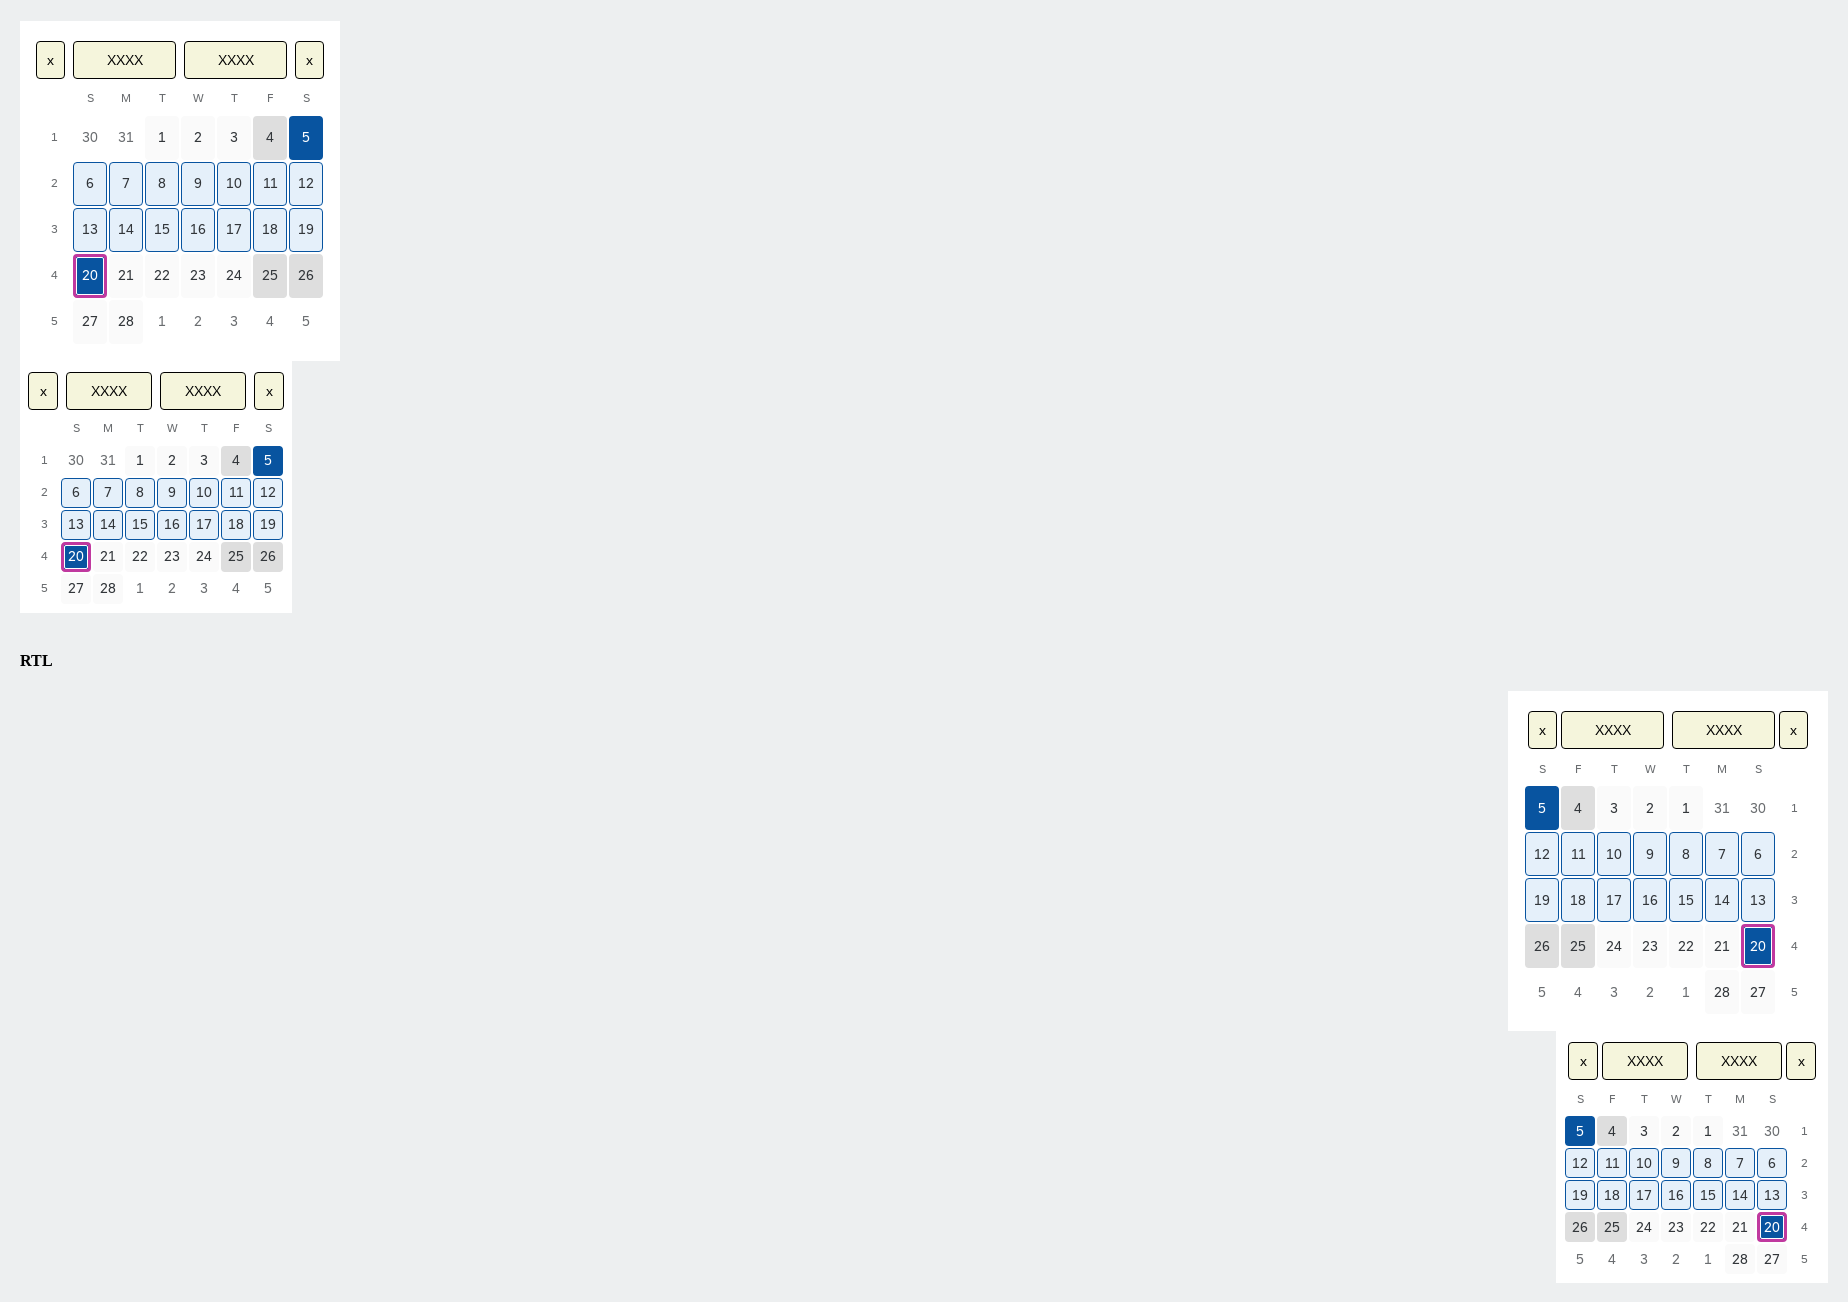 x XXXX XXXX x
S M T W T F S
1 30 31 1 2 3 4 5
2 6 7 8 9 10 11 12
3 13 14 15 16 17 18 19
4 20 21 22 23 24 25 26
5 27 28 1 2 3 4 5
x XXXX XXXX x
S M T W T F S
1 30 31 1 2 3 4 5
2 6 7 8 9 10 11 12
3 13 14 15 16 17 18 19
4 20 21 22 23 24 25 26
5 27 28 1 2 3 4 5
RTL
x XXXX XXXX x
S F T W T M S
5 4 3 2 1 31 30 1
12 11 10 9 8 7 6 2
19 18 17 16 15 14 13 3
26 25 24 23 22 21 20 4
5 4 3 2 1 28 27 5
x XXXX XXXX x
S F T W T M S
5 4 3 2 1 31 30 1
12 11 10 9 8 7 6 2
19 18 17 16 15 14 13 3
26 25 24 23 22 21 20 4
5 4 3 2 1 28 27 5